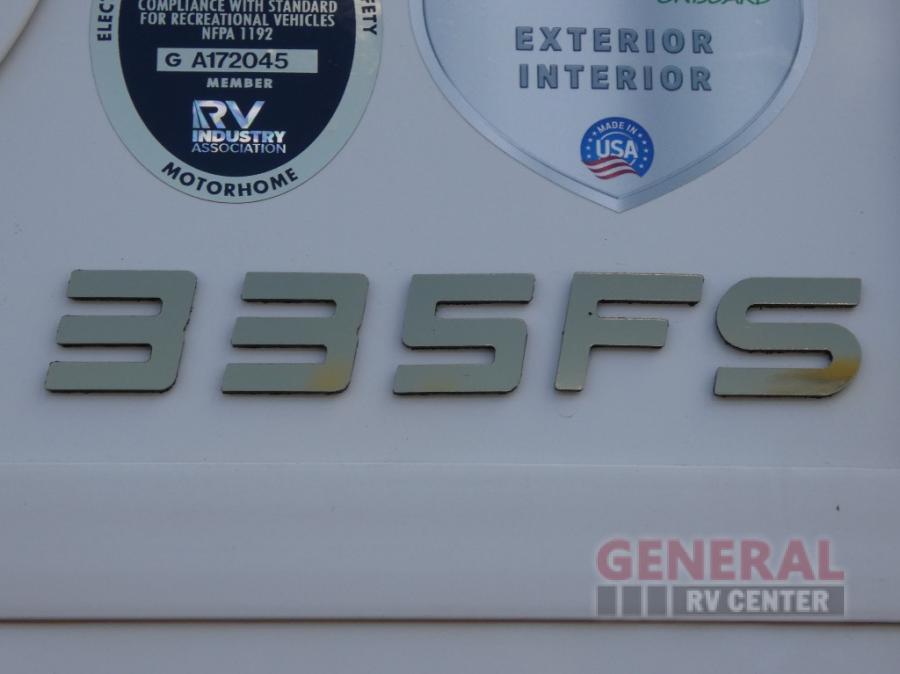 COMPLIANCE WITH STANDARD
FOR RECREATIONAL VEHICLES
NFPA 1192
G A172045
MEMBER
RV
INDUSTRY
ASSOCIATION
MOTORHOME
EXTERIOR
INTERIOR
MADE IN
USA
335FS
GENERAL
RV CENTER